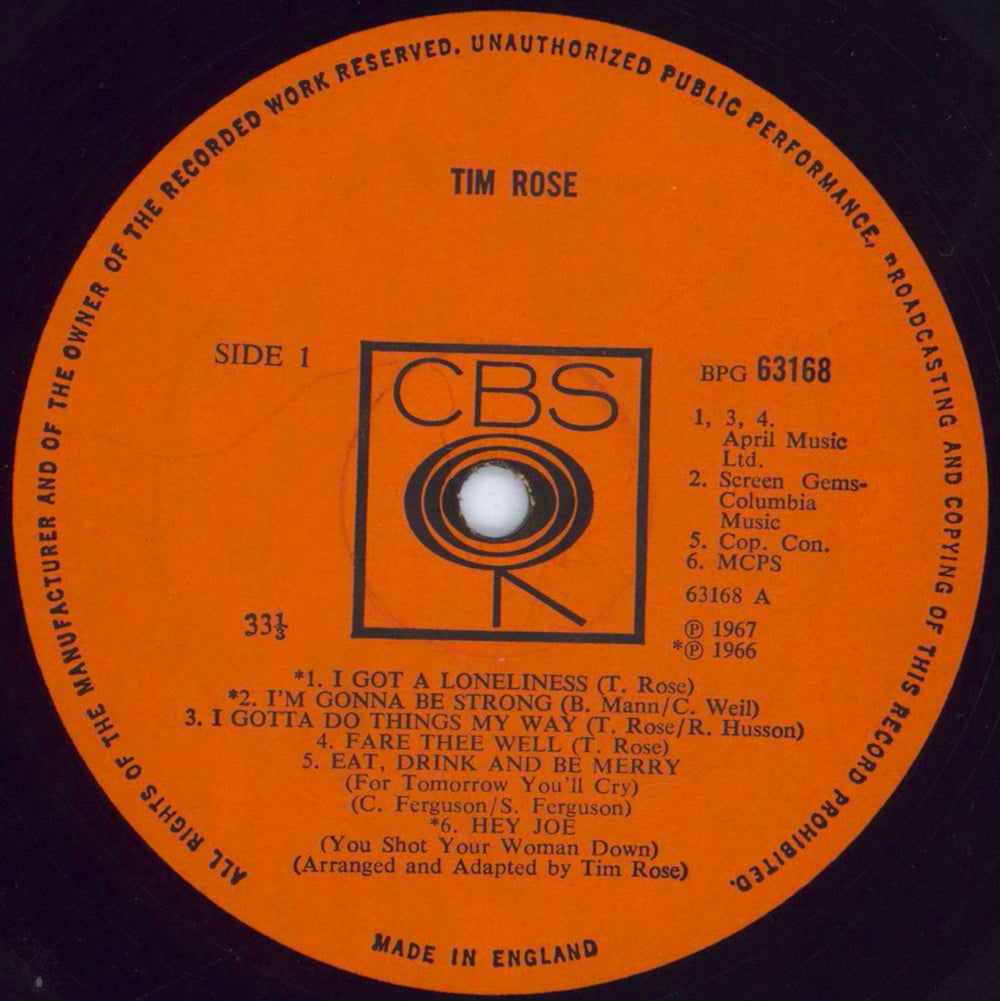 ALL RIGHTS OF THE MANUFACTURER AND OF THE OWNER OF THE RECORDED WORK RESERVED. UNAUTHORIZED PUBLIC PERFORMANCE, BROADCASTING AND COPYING OF THIS RECORD PROHIBITED.
TIM ROSE
SIDE 1
CBS
BPG 63168
1, 3, 4.
April Music
Ltd.
2. Screen Gems-
Columbia
Music
5. Cop. Con.
6. MCPS
63168 A
33⅓
Ⓟ 1967
*Ⓟ 1966
*1. I GOT A LONELINESS (T. Rose)
*2. I'M GONNA BE STRONG (B. Mann/C. Weil)
3. I GOTTA DO THINGS MY WAY (T. Rose/R. Husson)
4. FARE THEE WELL (T. Rose)
5. EAT, DRINK AND BE MERRY
(For Tomorrow You'll Cry)
(C. Ferguson/S. Ferguson)
*6. HEY JOE
(You Shot Your Woman Down)
(Arranged and Adapted by Tim Rose)
MADE IN ENGLAND